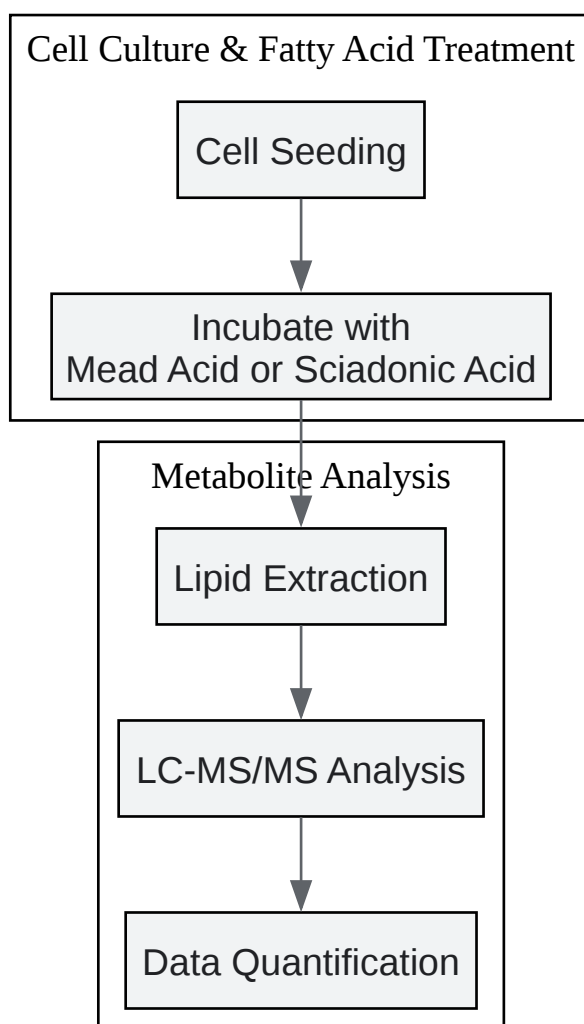 Cell Culture & Fatty Acid Treatment
Cell Seeding
Incubate with
Mead Acid or Sciadonic Acid
Metabolite Analysis
Lipid Extraction
LC-MS/MS Analysis
Data Quantification